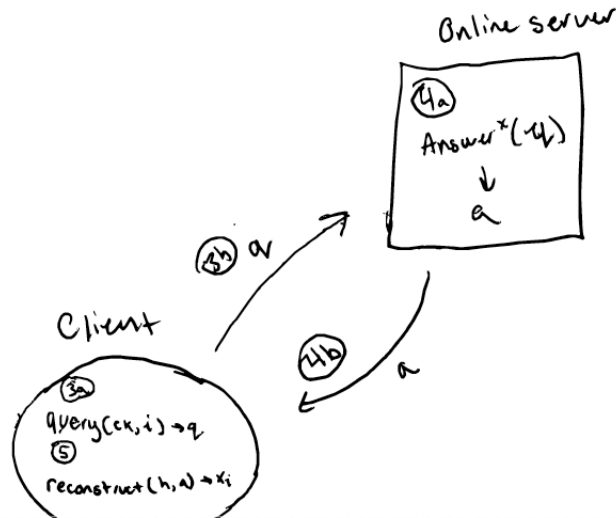 Online server
4a
Answer^x(q)
↓
a
3b q
Client
4b
a
3a
query(ck, i) → q
5
reconstruct(h, a) → x_i